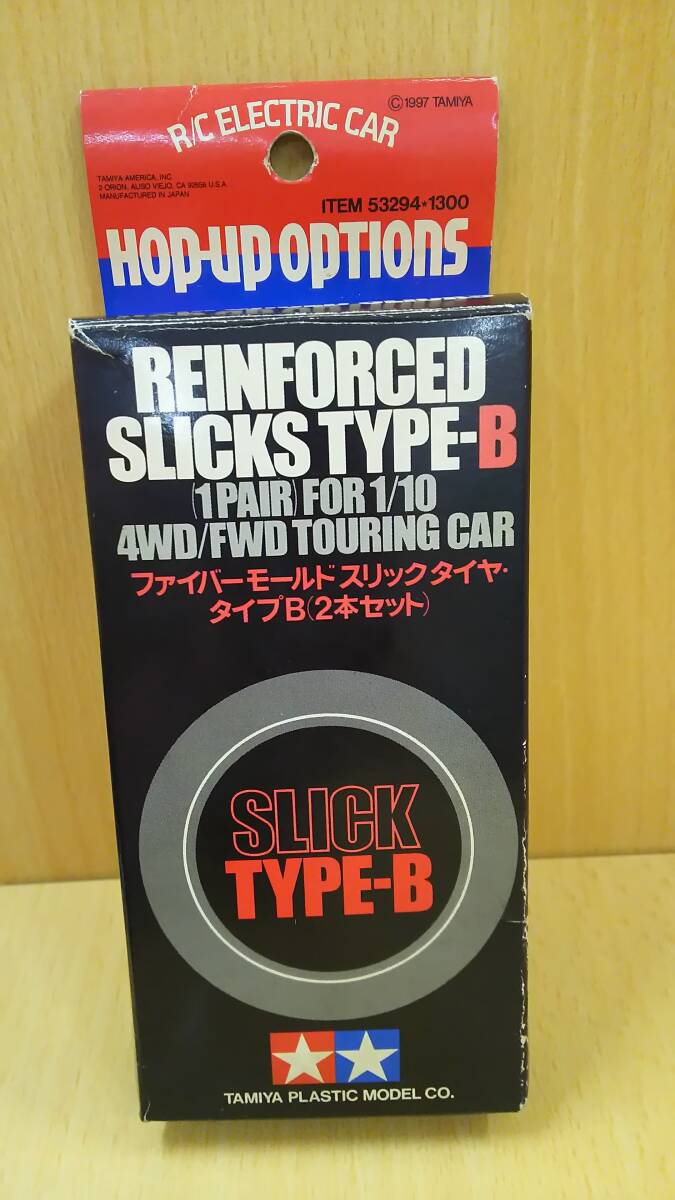 R/C ELECTRIC CAR
©1997 TAMIYA
TAMIYA AMERICA, INC
2 ORION, ALISO VIEJO, CA 92656 U.S.A.
MANUFACTURED IN JAPAN
ITEM 53294★1300
HOP-UP OPTIONS
REINFORCED
SLICKS TYPE-B
(1PAIR) FOR 1/10
4WD/FWD TOURING CAR
ファイバーモールドスリックタイヤ・
タイプB(2本セット)
SLICK
TYPE-B
TAMIYA PLASTIC MODEL CO.